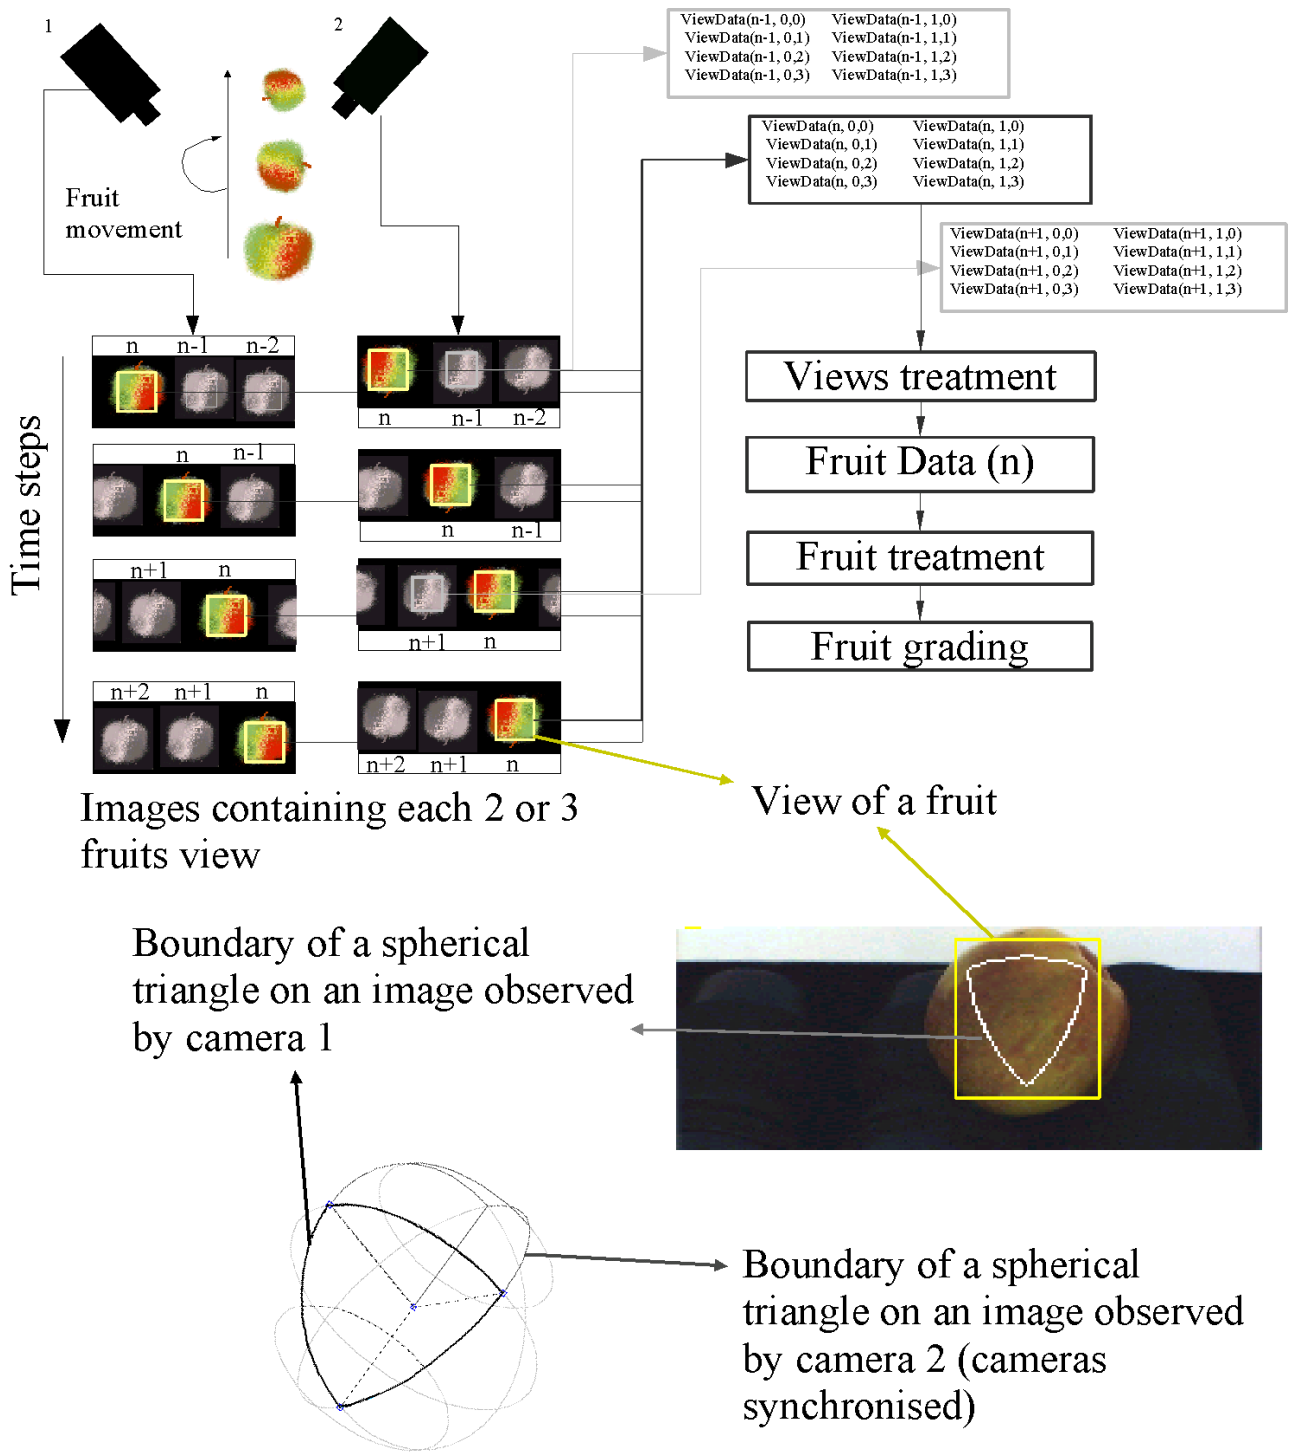 1
2
ViewData(n-1, 0,0) ViewData(n-1, 1,0)
ViewData(n-1, 0,1) ViewData(n-1, 1,1)
ViewData(n-1, 0,2) ViewData(n-1, 1,2)
ViewData(n-1, 0,3) ViewData(n-1, 1,3)
ViewData(n, 0,0) ViewData(n, 1,0)
ViewData(n, 0,1) ViewData(n, 1,1)
ViewData(n, 0,2) ViewData(n, 1,2)
ViewData(n, 0,3) ViewData(n, 1,3)
ViewData(n+1, 0,0) ViewData(n+1, 1,0)
ViewData(n+1, 0,1) ViewData(n+1, 1,1)
ViewData(n+1, 0,2) ViewData(n+1, 1,2)
ViewData(n+1, 0,3) ViewData(n+1, 1,3)
Fruit
movement
Time steps
n n-1 n-2
n n-1 n-2
n n-1
n n-1
n+1 n
n+1 n
n+2 n+1 n
n+2 n+1 n
Views treatment
Fruit Data (n)
Fruit treatment
Fruit grading
Images containing each 2 or 3
fruits view
View of a fruit
Boundary of a spherical
triangle on an image observed
by camera 1
Boundary of a spherical
triangle on an image observed
by camera 2 (cameras
synchronised)